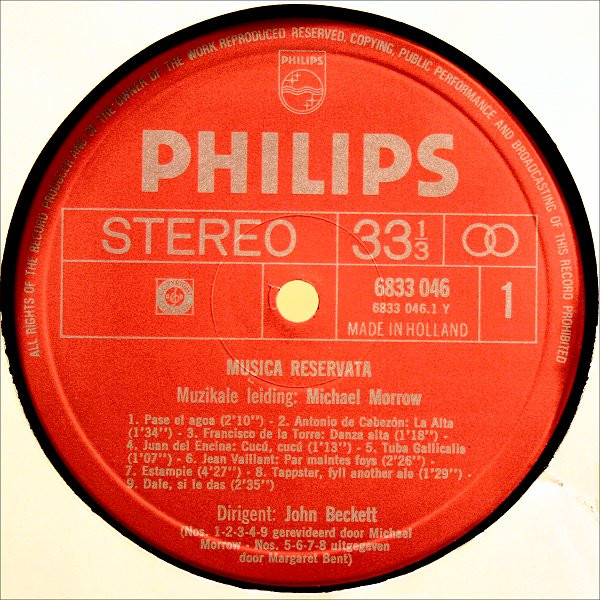 ALL RIGHTS OF THE RECORD PRODUCER AND OF THE OWNER OF THE WORK REPRODUCED RESERVED. COPYING, PUBLIC PERFORMANCE AND BROADCASTING OF THIS RECORD PROHIBITED
PHILIPS
PHILIPS
STEREO 33 1/3
6833 046
6833 046.1 Y
1
MADE IN HOLLAND
MUSICA RESERVATA
Muzikale leiding: Michael Morrow
1. Pase el agoa (2'10") - 2. Antonio de Cabezón: La Alta
(1'34") - 3. Francisco de la Torre: Danza alta (1'18") -
4. Juan del Encina: Cucú, cucú (1'13") - 5. Tuba Gallicalia
(1'07") - 6. Jean Vaillant: Par maintes foys (2'26") -
7. Estampie (4'27") - 8. Tappster, fyll another ale (1'29") -
9. Dale, si le das (2'35")
Dirigent: John Beckett
(Nos. 1-2-3-4-9 gerevideerd door Michael
Morrow - Nos. 5-6-7-8 uitgegeven
door Margaret Bent)